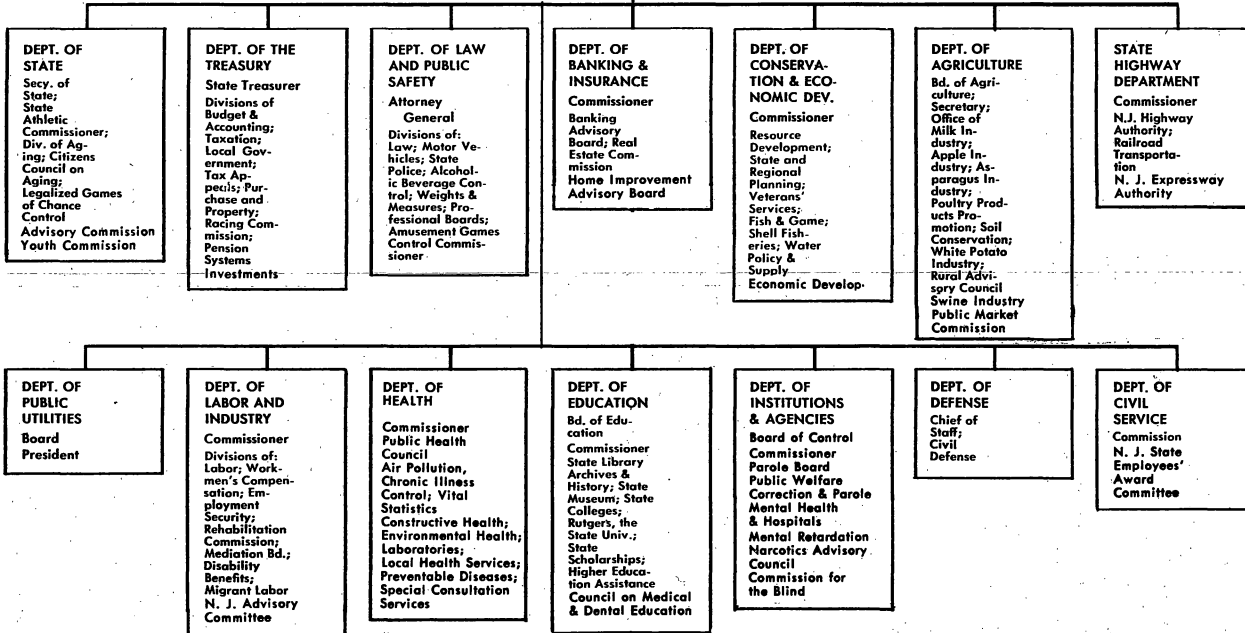 DEPT. OF
STATE
Secy. of
State;
State
Athletic
Commissioner;
Div. of Ag-
ing; Citizens
Council on
Aging;
Legalized Games
of Chance
Control
Advisory Commission
Youth Commission
DEPT. OF THE
TREASURY
State Treasurer
Divisions of
Budget &
Accounting;
Taxation;
Local Gov-
ernment;
Tax Ap-
peals; Pur-
chase and
Property;
Racing Com-
mission;
Pension
Systems
Investments
DEPT. OF LAW
AND PUBLIC
SAFETY
Attorney
General
Divisions of:
Law; Motor Ve-
hicles; State
Police; Alcohol-
ic Beverage Con-
trol; Weights &
Measures; Pro-
fessional Boards;
Amusement Games
Control Commis-
sioner
DEPT. OF
BANKING &
INSURANCE
Commissioner
Banking
Advisory
Board; Real
Estate Com-
mission
Home Improvement
Advisory Board
DEPT. OF
CONSERVA-
TION & ECO-
NOMIC DEV.
Commissioner
Resource
Development;
State and
Regional
Planning;
Veterans'
Services;
Fish & Game;
Shell Fish-
eries; Water
Policy &
Supply
Economic Develop-
DEPT. OF
AGRICULTURE
Bd. of Agri-
culture;
Secretary;
Office of
Milk In-
dustry;
Apple In-
dustry; As-
paragus In-
dustry;
Poultry Prod-
ucts Pro-
motion; Soil
Conservation;
White Potato
Industry;
Rural Advi-
sory Council
Swine Industry
Public Market
Commission
STATE
HIGHWAY
DEPARTMENT
Commissioner
N.J. Highway
Authority;
Railroad
Transporta-
tion
N. J. Expressway
Authority
DEPT. OF
PUBLIC
UTILITIES
Board
President
DEPT. OF
LABOR AND
INDUSTRY
Commissioner
Divisions of:
Labor; Work-
men's Compen-
sation; Em-
ployment
Security;
Rehabilitation
Commission;
Mediation Bd.;
Disability
Benefits;
Migrant Labor
N. J. Advisory
Committee
DEPT. OF
HEALTH
Commissioner
Public Health
Council
Air Pollution,
Chronic Illness
Control; Vital
Statistics
Constructive Health;
Environmental Health;
Laboratories;
Local Health Services;
Preventable Diseases;
Special Consultation
Services
DEPT. OF
EDUCATION
Bd. of Edu-
cation
Commissioner
State Library
Archives &
History; State
Museum; State
Colleges;
Rutgers, the
State Univ.;
State
Scholarships;
Higher Educa-
tion Assistance
Council on Medical
& Dental Education
DEPT. OF
INSTITUTIONS
& AGENCIES
Board of Control
Commissioner
Parole Board
Public Welfare
Correction & Parole
Mental Health
& Hospitals
Mental Retardation
Narcotics Advisory
Council
Commission for
the Blind
DEPT. OF
DEFENSE
Chief of
Staff;
Civil
Defense
DEPT. OF
CIVIL
SERVICE
Commission
N. J. State
Employees'
Award
Committee